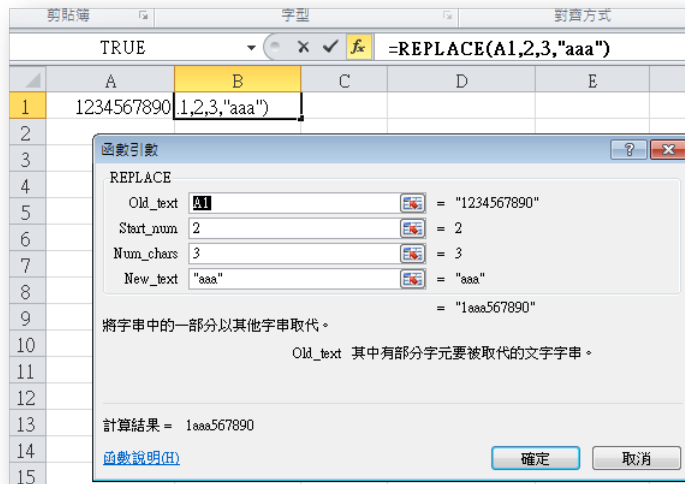 剪貼簿 字型 對齊方式
TRUE fx =REPLACE(A1,2,3,"aaa")
A B C D E
1 1234567890 .1,2,3,"aaa")
2
函數引數
3
REPLACE
4
Old_text A1 = "1234567890"
5
Start_num 2 = 2
6
Num_chars 3 = 3
7
New_text "aaa" = "aaa"
8
= "1aaa567890"
9
將字串中的一部分以其他字串取代。
10
Old_text 其中有部分字元要被取代的文字字串。
11
12
13
計算結果 = 1aaa567890
14
函數說明(H) 確定 取消
15